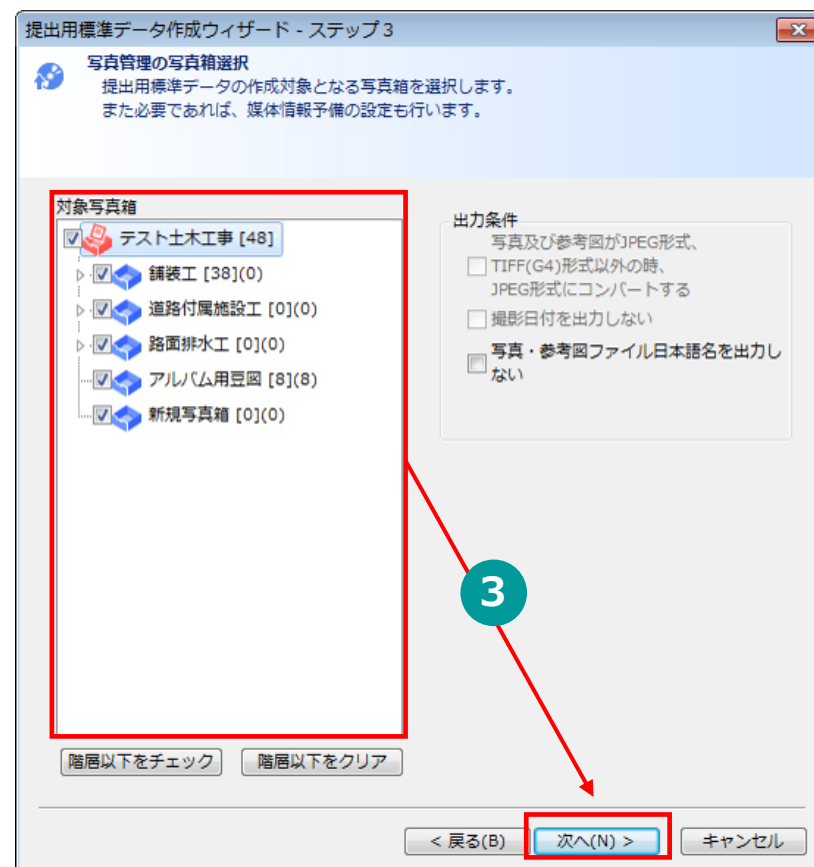 提出用標準データ作成ウィザード - ステップ3
写真管理の写真箱選択
提出用標準データの作成対象となる写真箱を選択します。
また必要であれば、媒体情報予備の設定も行います。
対象写真箱
テスト土木工事 [48]
舗装工 [38](0)
道路付属施設工 [0](0)
路面排水工 [0](0)
アルバム用豆図 [8](8)
新規写真箱 [0](0)
階層以下をチェック
階層以下をクリア
出力条件
写真及び参考図がJPEG形式、
TIFF(G4)形式以外の時、
JPEG形式にコンバートする
撮影日付を出力しない
写真・参考図ファイル日本語名を出力し
ない
3
< 戻る(B)
次へ(N) >
キャンセル